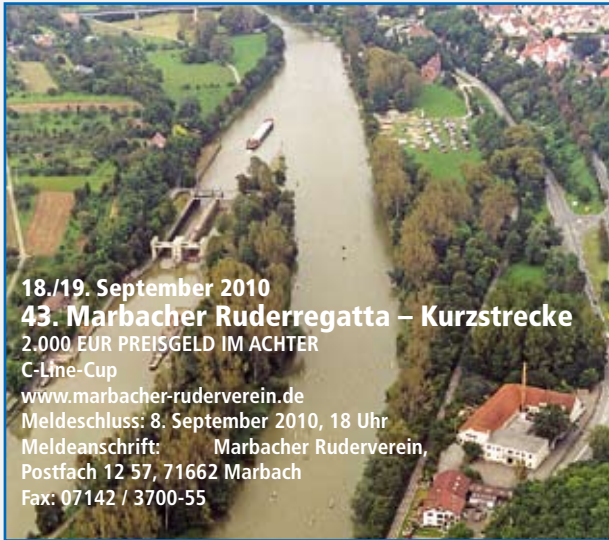 18./19. September 2010
43. Marbacher Ruderregatta – Kurzstrecke
2.000 EUR PREISGELD IM ACHTER
C-Line-Cup
www.marbacher-ruderverein.de
Meldeschluss: 8. September 2010, 18 Uhr
Meldeanschrift: Marbacher Ruderverein,
Postfach 12 57, 71662 Marbach
Fax: 07142 / 3700-55